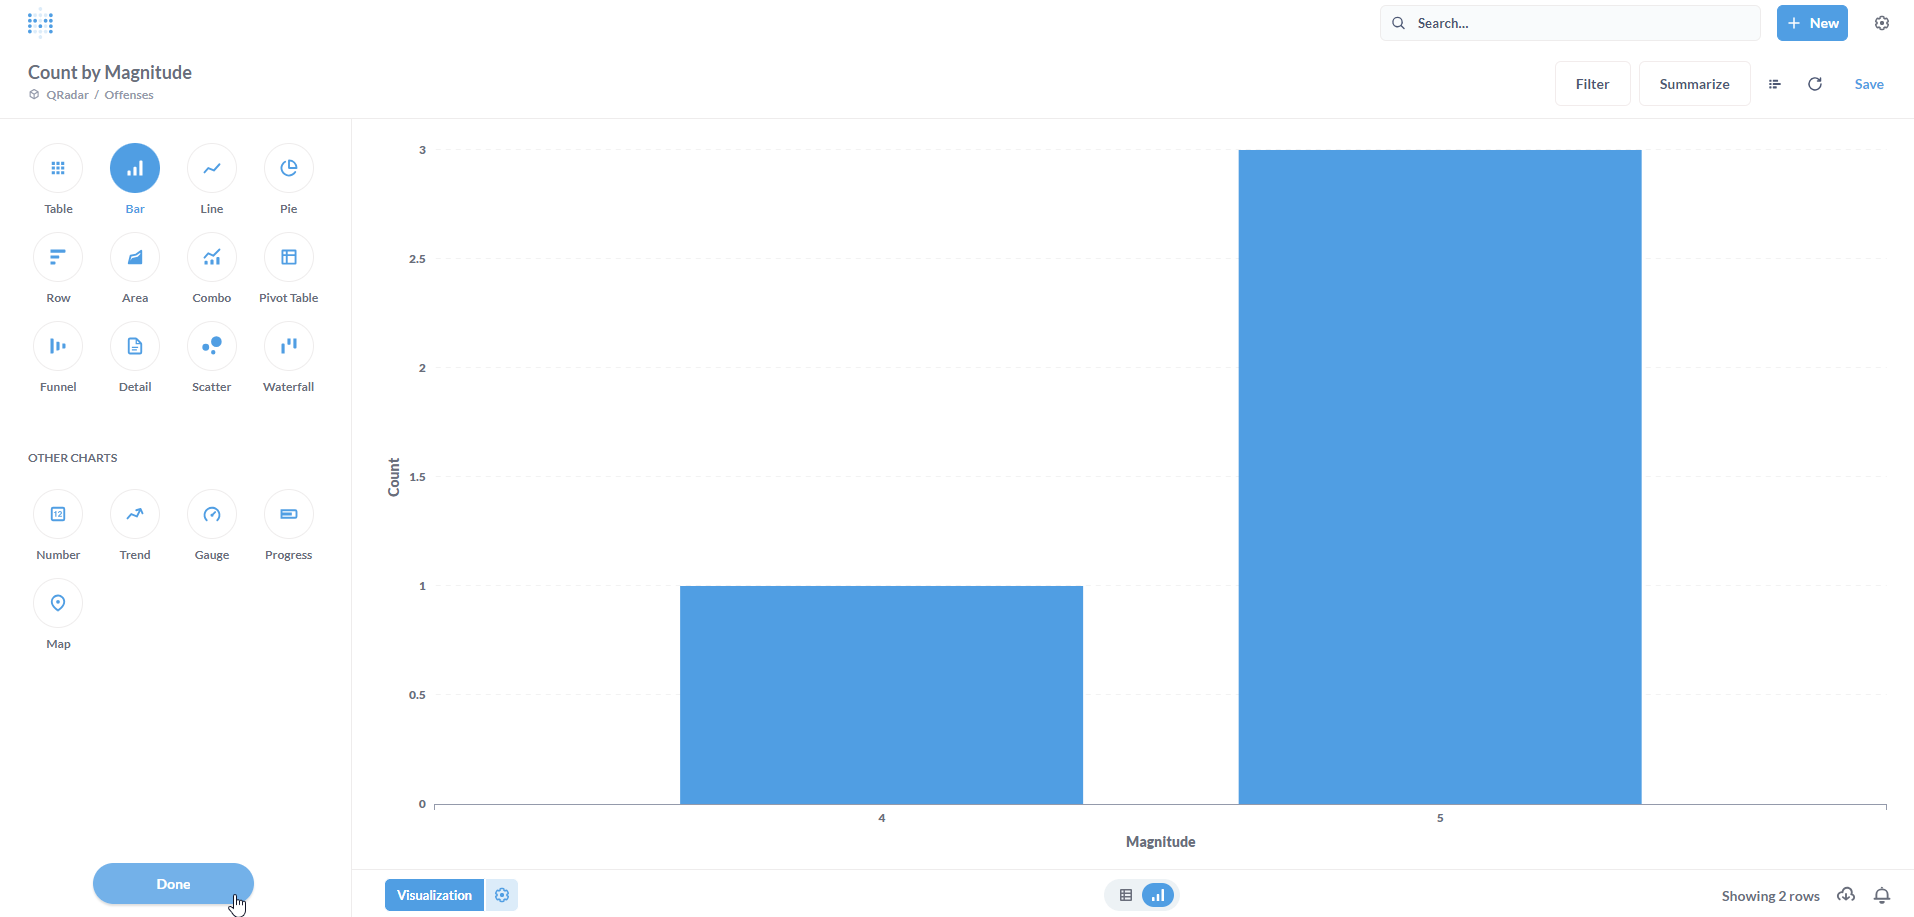 Search...
New
Count by Magnitude
QRadar / Offenses
Filter
Summarize
Save
Table
Bar
Line
Pie
Row
Area
Combo
Pivot Table
Funnel
Detail
Scatter
Waterfall
OTHER CHARTS
12
Number
Trend
Gauge
Progress
Map
Done
3
2.5
2
1.5
1
0.5
0
Count
4
5
Magnitude
Visualization
Showing 2 rows